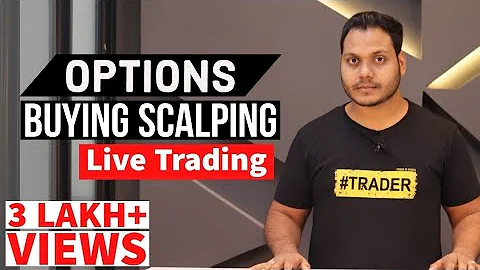 OPTIONS
BUYING SCALPING
Live Trading
3 LAKH+
VIEWS
#TRADER